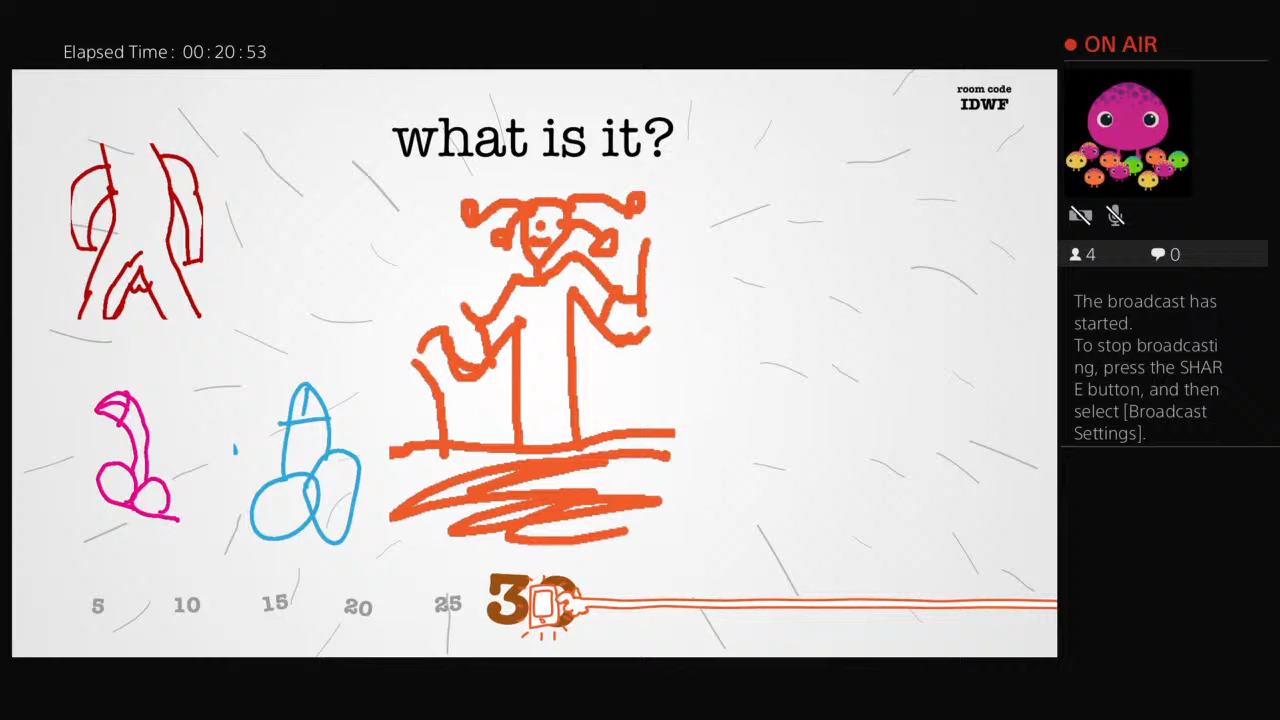 Elapsed Time: 00:20:53
ON AIR
room code
IDWF
what is it?
4
0
The broadcast has
started.
To stop broadcasti
ng, press the SHAR
E button, and then
select [Broadcast
Settings].
5 10 15 20 25 30